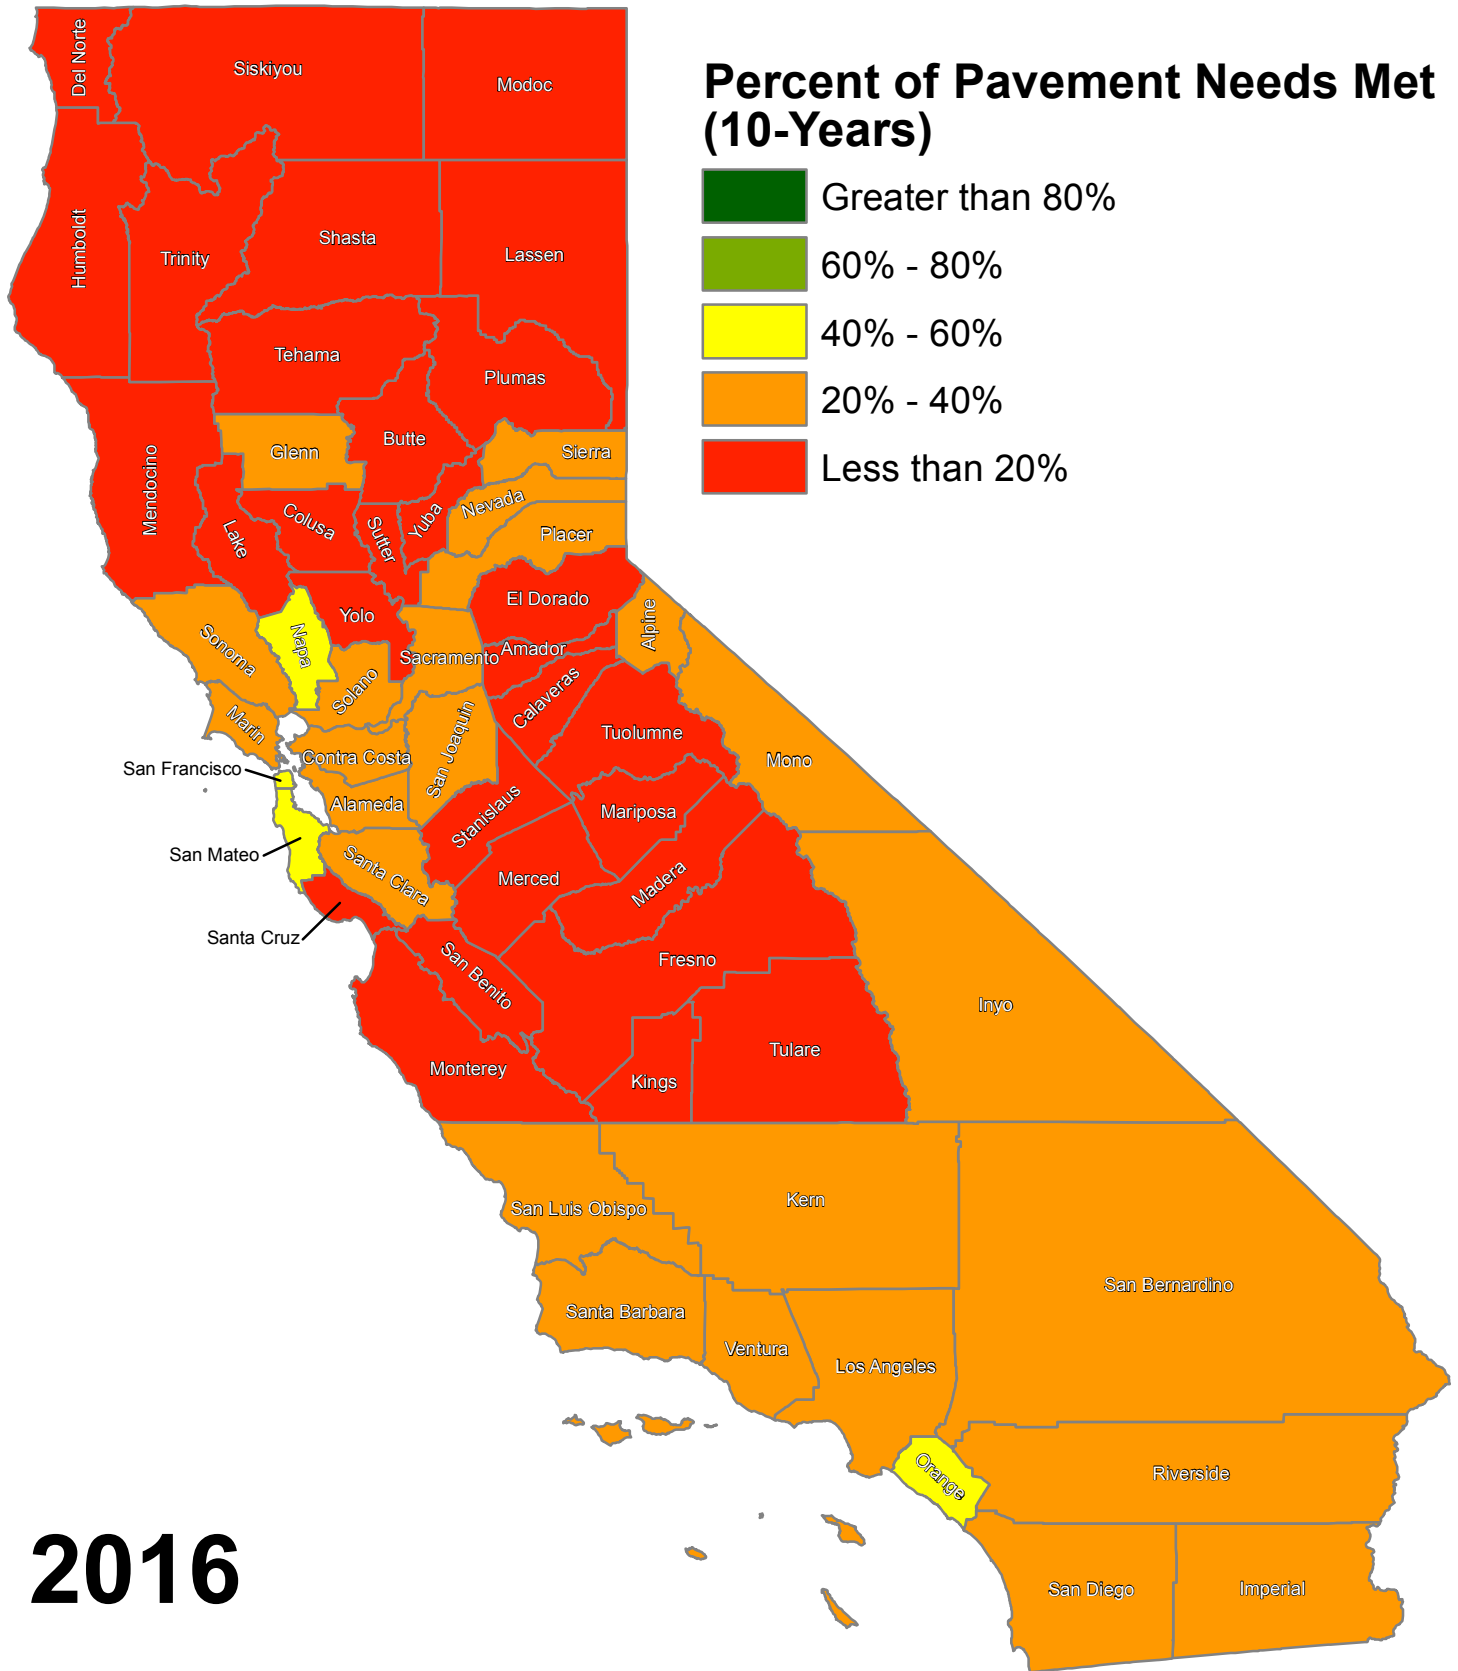 Percent of Pavement Needs Met
(10-Years)
Greater than 80%
60% - 80%
40% - 60%
20% - 40%
Less than 20%
Del Norte
Siskiyou
Modoc
Humboldt
Trinity
Shasta
Lassen
Tehama
Plumas
Mendocino
Glenn
Butte
Sierra
Lake
Colusa
Sutter
Yuba
Nevada
Placer
Sonoma
Napa
Yolo
El Dorado
Alpine
Solano
Sacramento
Amador
Calaveras
Marin
Contra Costa
San Joaquin
Tuolumne
Mono
San Francisco
Alameda
Stanislaus
Mariposa
San Mateo
Santa Clara
Merced
Madera
Santa Cruz
San Benito
Fresno
Inyo
Monterey
Kings
Tulare
San Luis Obispo
Kern
San Bernardino
Santa Barbara
Ventura
Los Angeles
Orange
Riverside
San Diego
Imperial
2016